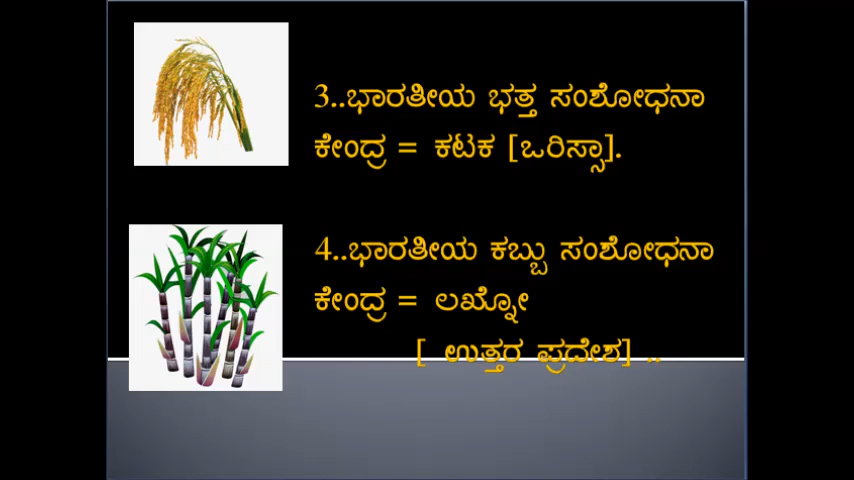 3..ಭಾರತೀಯ ಭತ್ತ ಸಂಶೋಧನಾ
ಕೇಂದ್ರ = ಕಟಕ [ಒರಿಸ್ಸಾ].
4..ಭಾರತೀಯ ಕಬ್ಬು ಸಂಶೋಧನಾ
ಕೇಂದ್ರ = ಲಖ್ನೋ
[ ಉತ್ತರ ಪ್ರದೇಶ] ..